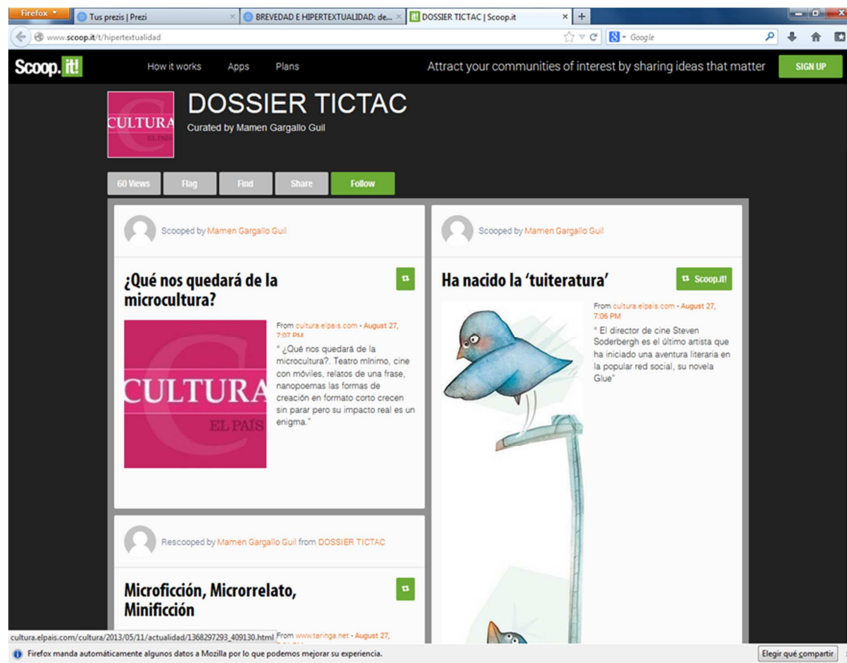 Firefox
Tus prezis | Prezi
BREVEDAD E HIPERTEXTUALIDAD: de...
DOSSIER TICTAC | Scoop.it
www.scoop.it/t/hipertextualidad
Google
Scoop.it!
How it works
Apps
Plans
Attract your communities of interest by sharing ideas that matter
SIGN UP
CULTURA
DOSSIER TICTAC
Curated by Mamen Gargallo Guil
60 Views
Flag
Find
Share
Follow
Scooped by Mamen Gargallo Guil
¿Qué nos quedará de la
microcultura?
CULTURA
EL PAÍS
From cultura.elpais.com - August 27,
7:07 PM
" ¿Qué nos quedará de la
microcultura?. Teatro mínimo, cine
con móviles, relatos de una frase,
nanopoemas las formas de
creación en formato corto crecen
sin parar pero su impacto real es un
enigma."
Rescooped by Mamen Gargallo Guil from DOSSIER TICTAC
Microficción, Microrrelato,
Minificción
From www.taringa.net - August 27,
Scooped by Mamen Gargallo Guil
Ha nacido la ‘tuiteratura’
Scoop.it!
From cultura.elpais.com - August 27,
7:06 PM
" El director de cine Steven
Soderbergh es el último artista que
ha iniciado una aventura literaria en
la popular red social, su novela
Glue"
cultura.elpais.com/cultura/2013/05/11/actualidad/1368297293_409130.html
Firefox manda automáticamente algunos datos a Mozilla por lo que podemos mejorar su experiencia.
Elegir qué compartir